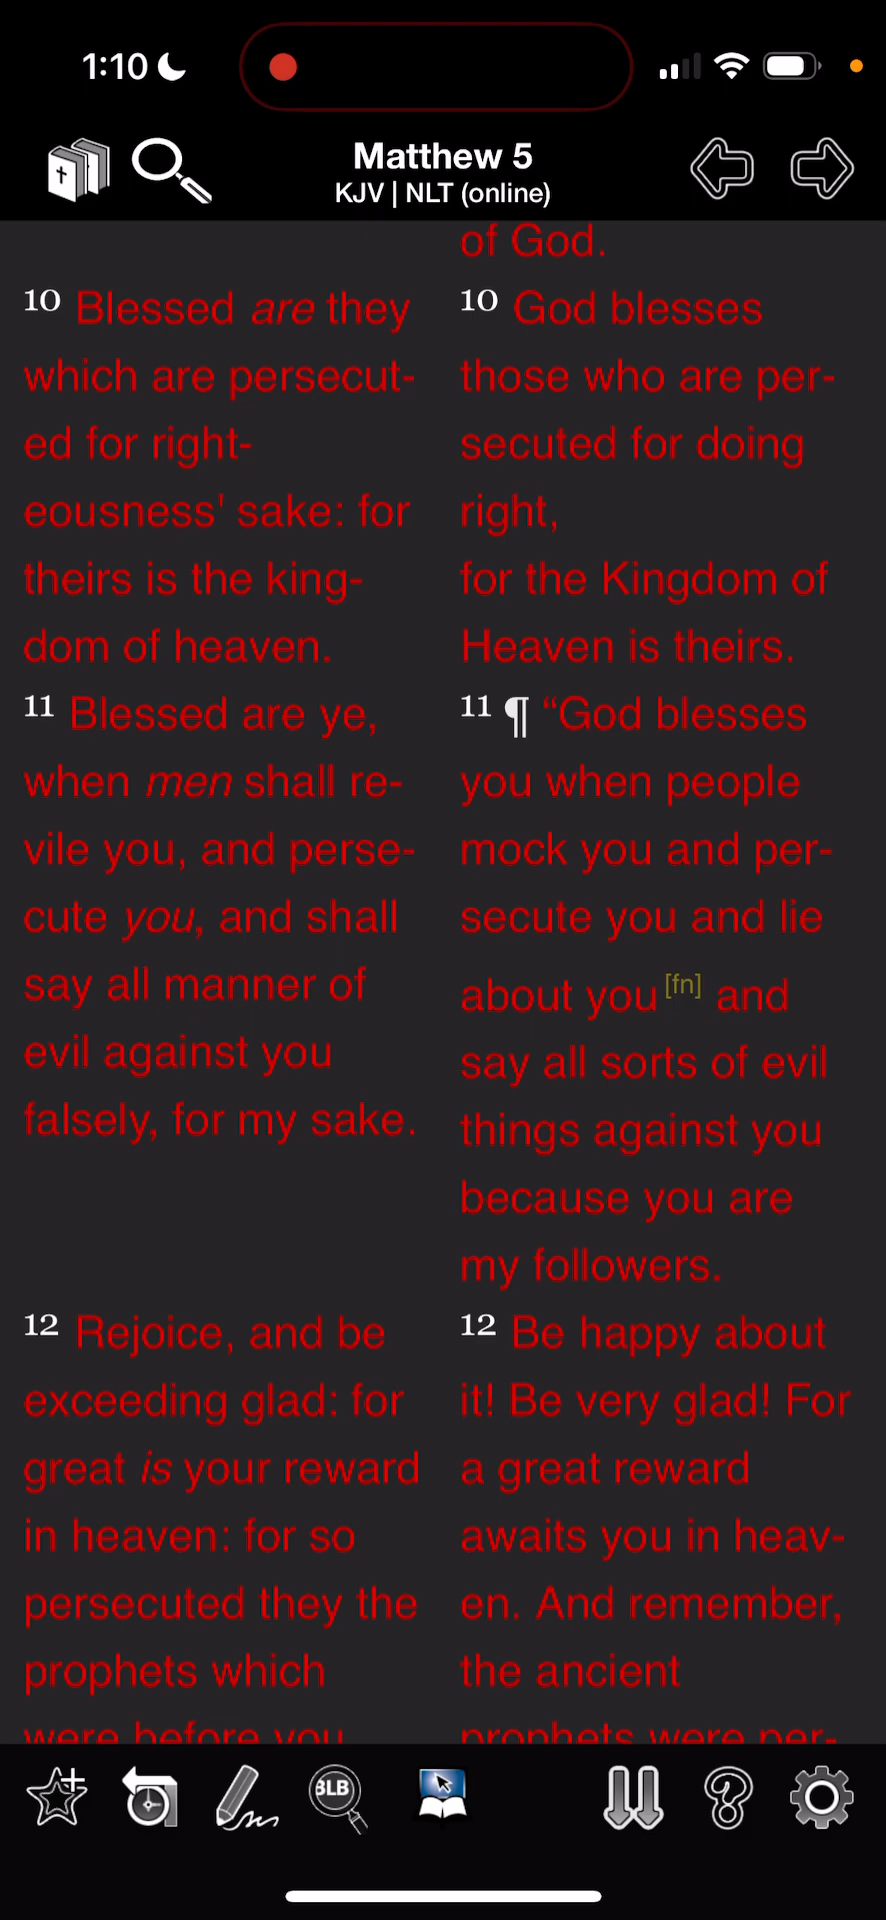 1:10
Matthew 5
KJV | NLT (online)
of God.
10 Blessed are they
which are persecut-
ed for right-
eousness' sake: for
theirs is the king-
dom of heaven.
11 Blessed are ye,
when men shall re-
vile you, and perse-
cute you, and shall
say all manner of
evil against you
falsely, for my sake.
12 Rejoice, and be
exceeding glad: for
great is your reward
in heaven: for so
persecuted they the
prophets which
were before you
10 God blesses
those who are per-
secuted for doing
right,
for the Kingdom of
Heaven is theirs.
11 ¶ “God blesses
you when people
mock you and per-
secute you and lie
about you[fn] and
say all sorts of evil
things against you
because you are
my followers.
12 Be happy about
it! Be very glad! For
a great reward
awaits you in heav-
en. And remember,
the ancient
prophets were per-
BLB